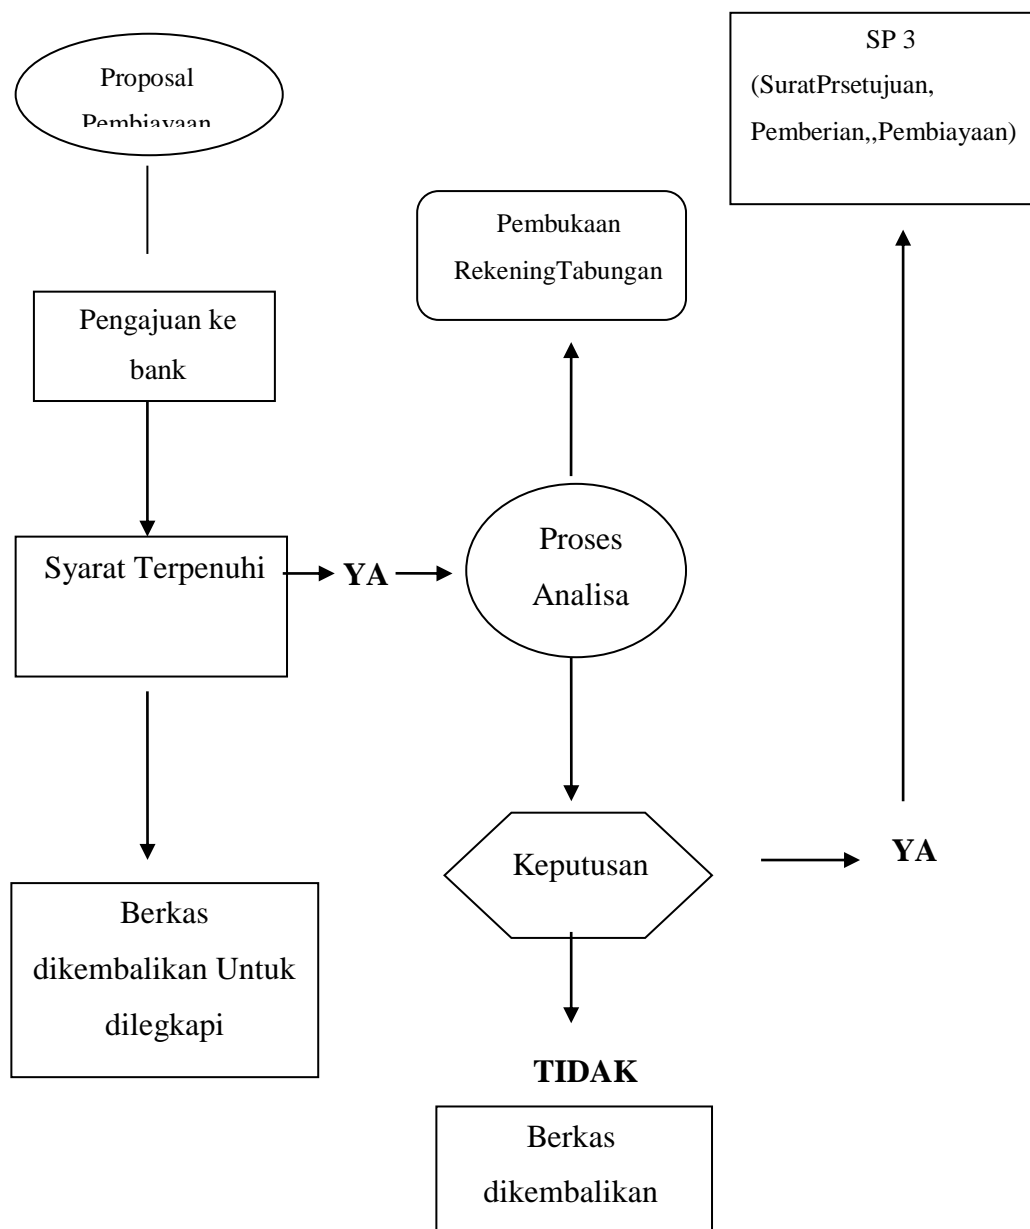 Proposal
Pembiayaan
Pengajuan ke
bank
Syarat Terpenuhi
YA
Berkas
dikembalikan Untuk
dilegkapi
Pembukaan
RekeningTabungan
Proses
Analisa
Keputusan
TIDAK
Berkas
dikembalikan
YA
SP 3
(SuratPrsetujuan,
Pemberian,,Pembiayaan)